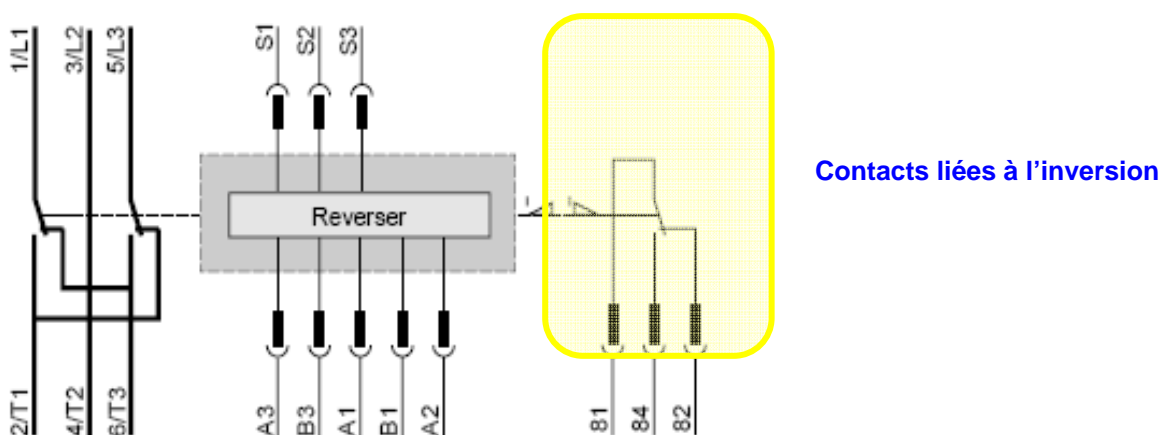 1/L1
3/L2
5/L3
S1
S2
S3
Reverser
Contacts liées à l'inversion
2/T1
4/T2
6/T3
A3
B3
A1
B1
A2
81
84
82